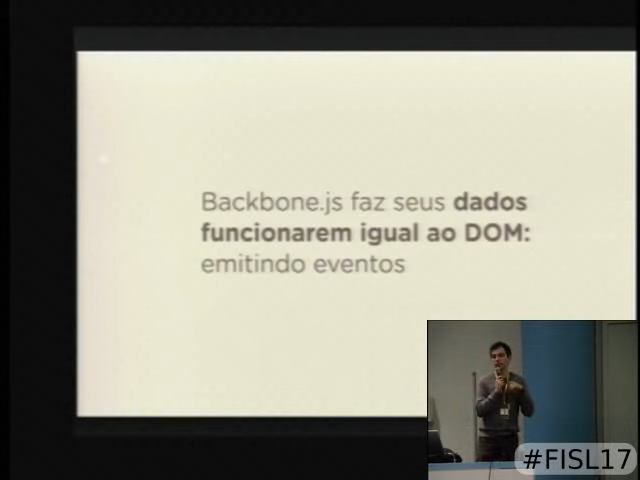 Backbone.js faz seus dados
funcionarem igual ao DOM:
emitindo eventos
#FISL17